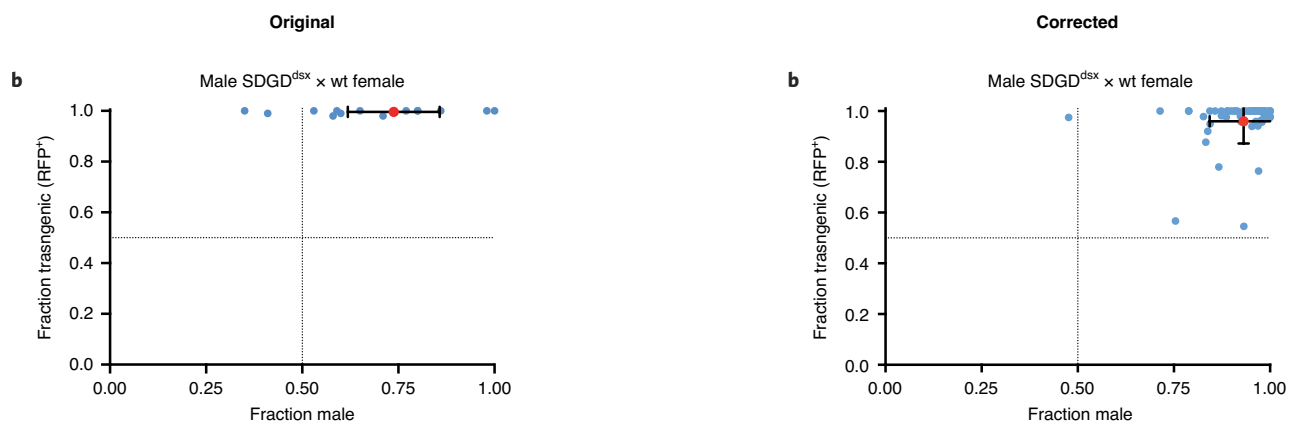 Original
Corrected
b
Male SDGD^dsx × wt female
1.0
0.8
0.6
0.4
0.2
0.0
Fraction trasngenic (RFP⁺)
0.00 0.25 0.50 0.75 1.00
Fraction male
b
Male SDGD^dsx × wt female
1.0
0.8
0.6
0.4
0.2
0.0
Fraction trasngenic (RFP⁺)
0.00 0.25 0.50 0.75 1.00
Fraction male